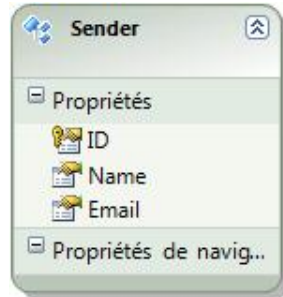 Sender
Propriétés
ID
Name
Email
Propriétés de navig...